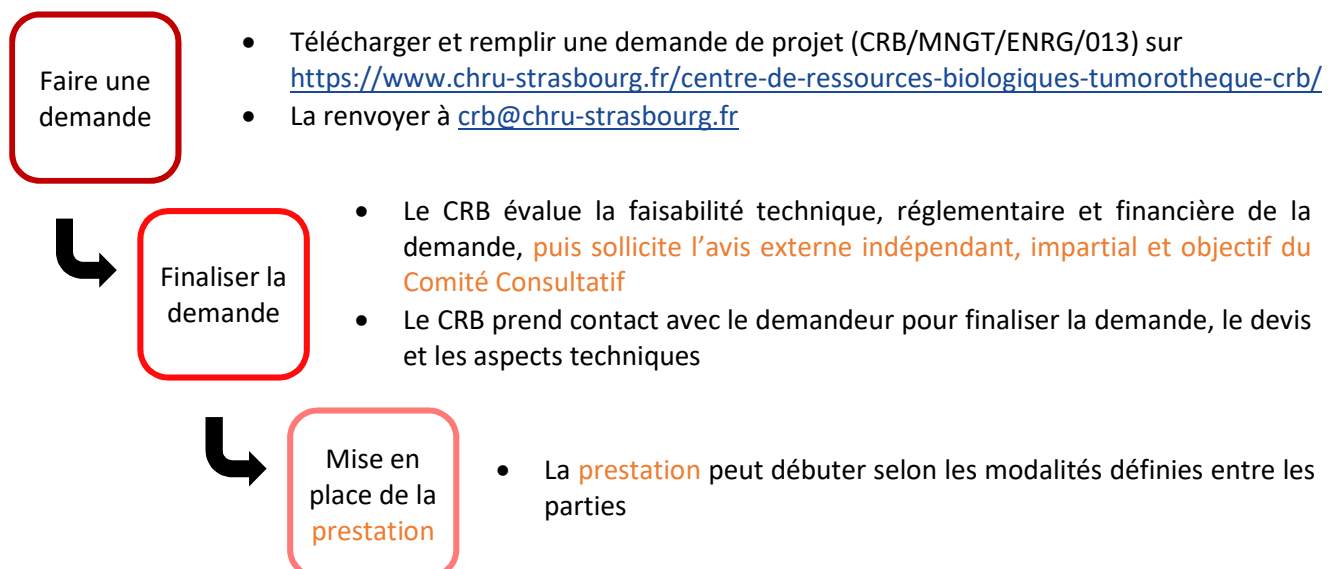 Faire une
demande
• Télécharger et remplir une demande de projet (CRB/MNGT/ENRG/013) sur
https://www.chru-strasbourg.fr/centre-de-ressources-biologiques-tumorotheque-crb/
• La renvoyer à crb@chru-strasbourg.fr
Finaliser la
demande
• Le CRB évalue la faisabilité technique, réglementaire et financière de la
demande, puis sollicite l’avis externe indépendant, impartial et objectif du
Comité Consultatif
• Le CRB prend contact avec le demandeur pour finaliser la demande, le devis
et les aspects techniques
Mise en
place de la
prestation
• La prestation peut débuter selon les modalités définies entre les
parties